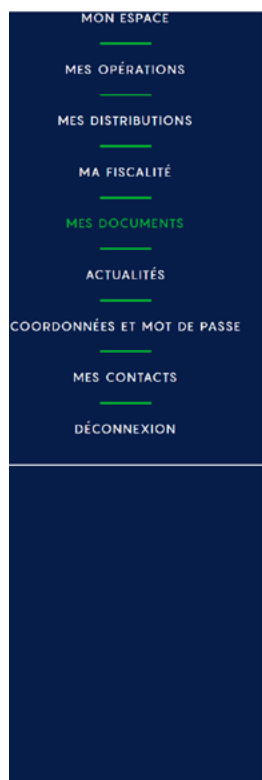 MON ESPACE
MES OPÉRATIONS
MES DISTRIBUTIONS
MA FISCALITÉ
MES DOCUMENTS
ACTUALITÉS
COORDONNÉES ET MOT DE PASSE
MES CONTACTS
DÉCONNEXION